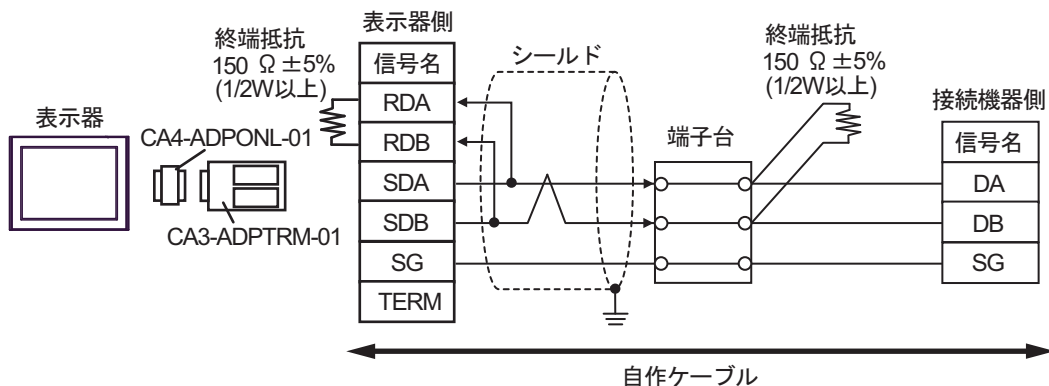 表示器
CA4-ADPONL-01
CA3-ADPTRM-01
終端抵抗
150 Ω ±5%
(1/2W以上)
表示器側
信号名
RDA
RDB
SDA
SDB
SG
TERM
シールド
端子台
終端抵抗
150 Ω ±5%
(1/2W以上)
接続機器側
信号名
DA
DB
SG
自作ケーブル